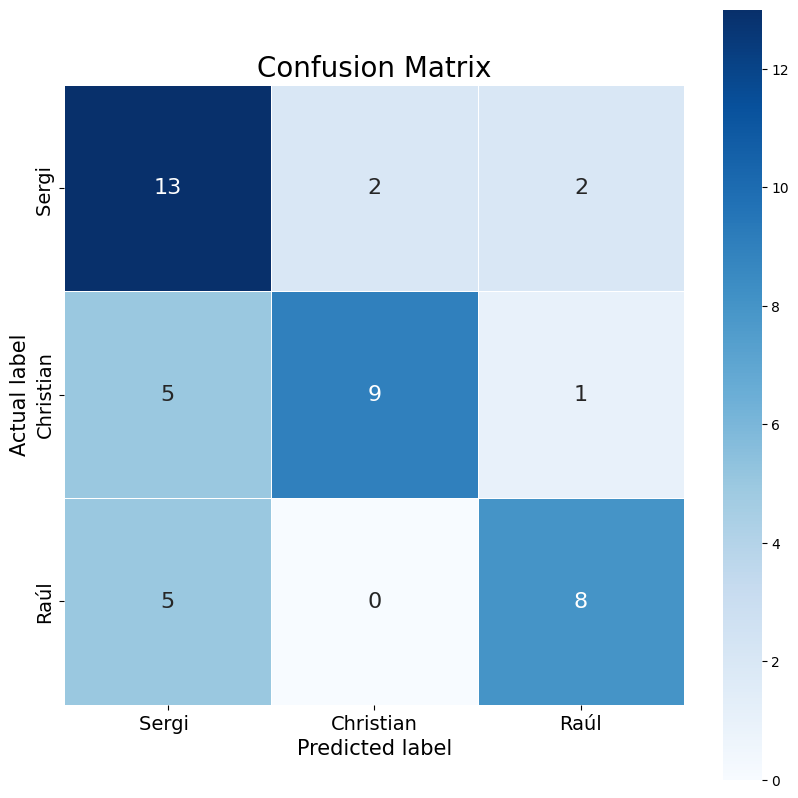 Confusion Matrix
Sergi
13
2
2
Christian
5
9
1
Raúl
5
0
8
Actual label
Sergi
Christian
Raúl
Predicted label
12
10
8
6
4
2
0